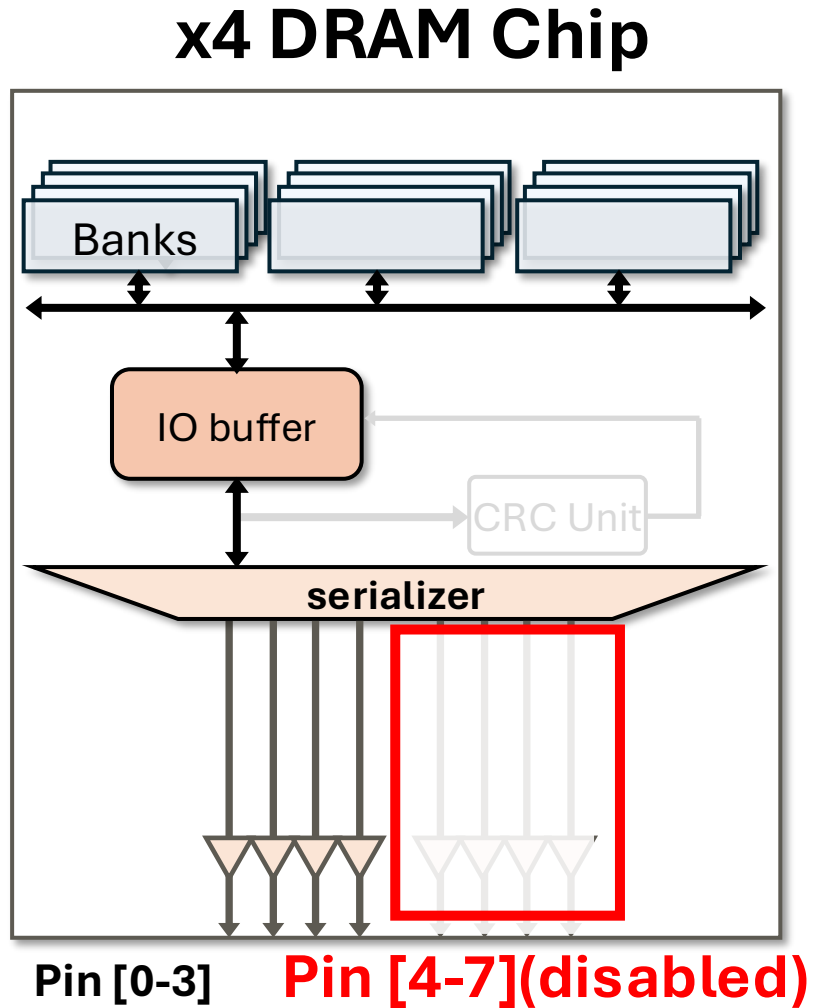 x4 DRAM Chip
Banks
IO buffer
CRC Unit
serializer
Pin [0-3]
Pin [4-7](disabled)